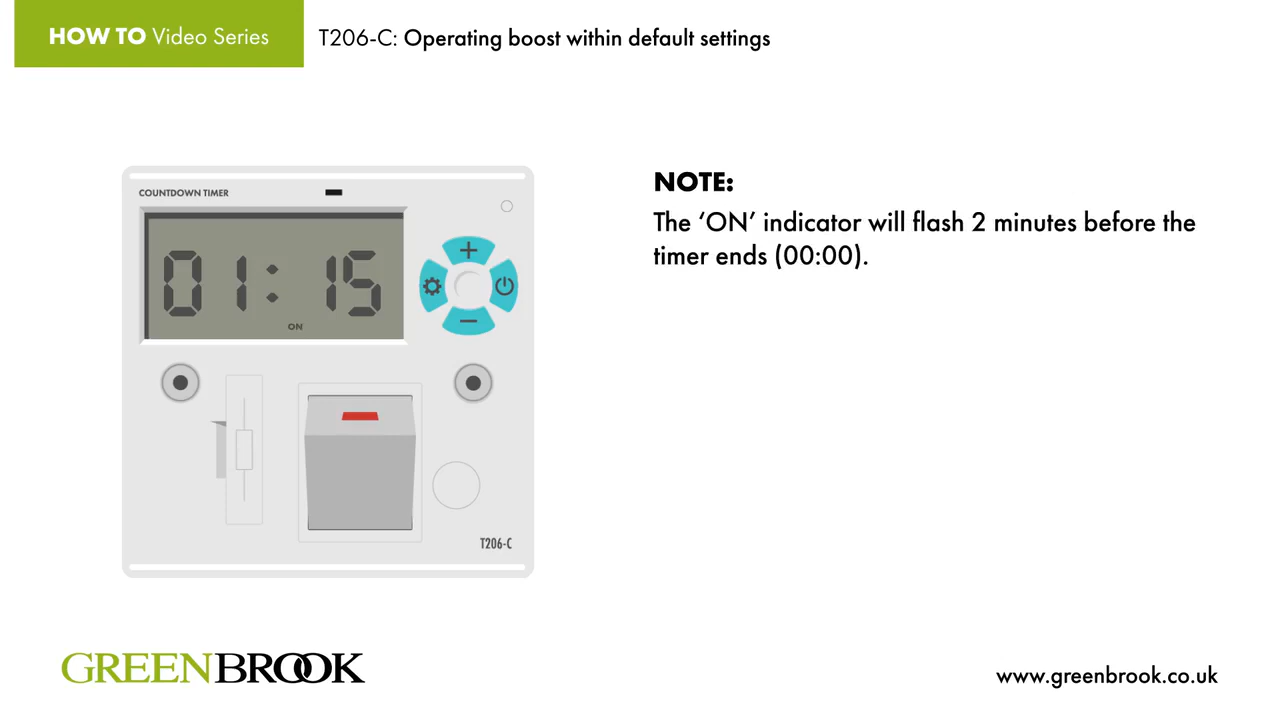 HOW TO Video Series
T206-C: Operating boost within default settings
COUNTDOWN TIMER
01:15
ON
T206-C
NOTE:
The ‘ON’ indicator will flash 2 minutes before the
timer ends (00:00).
GREENBROOK
www.greenbrook.co.uk